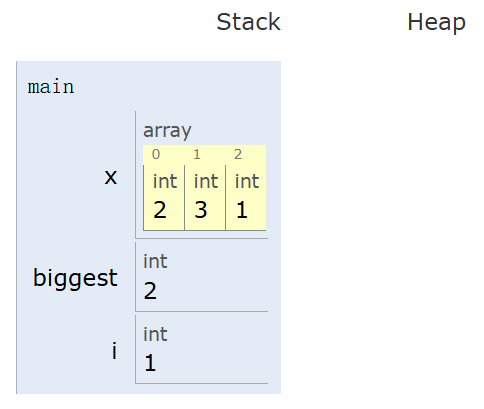 Stack Heap
main
array
0 1 2
int int int
x
2 3 1
int
biggest
2
int
i
1